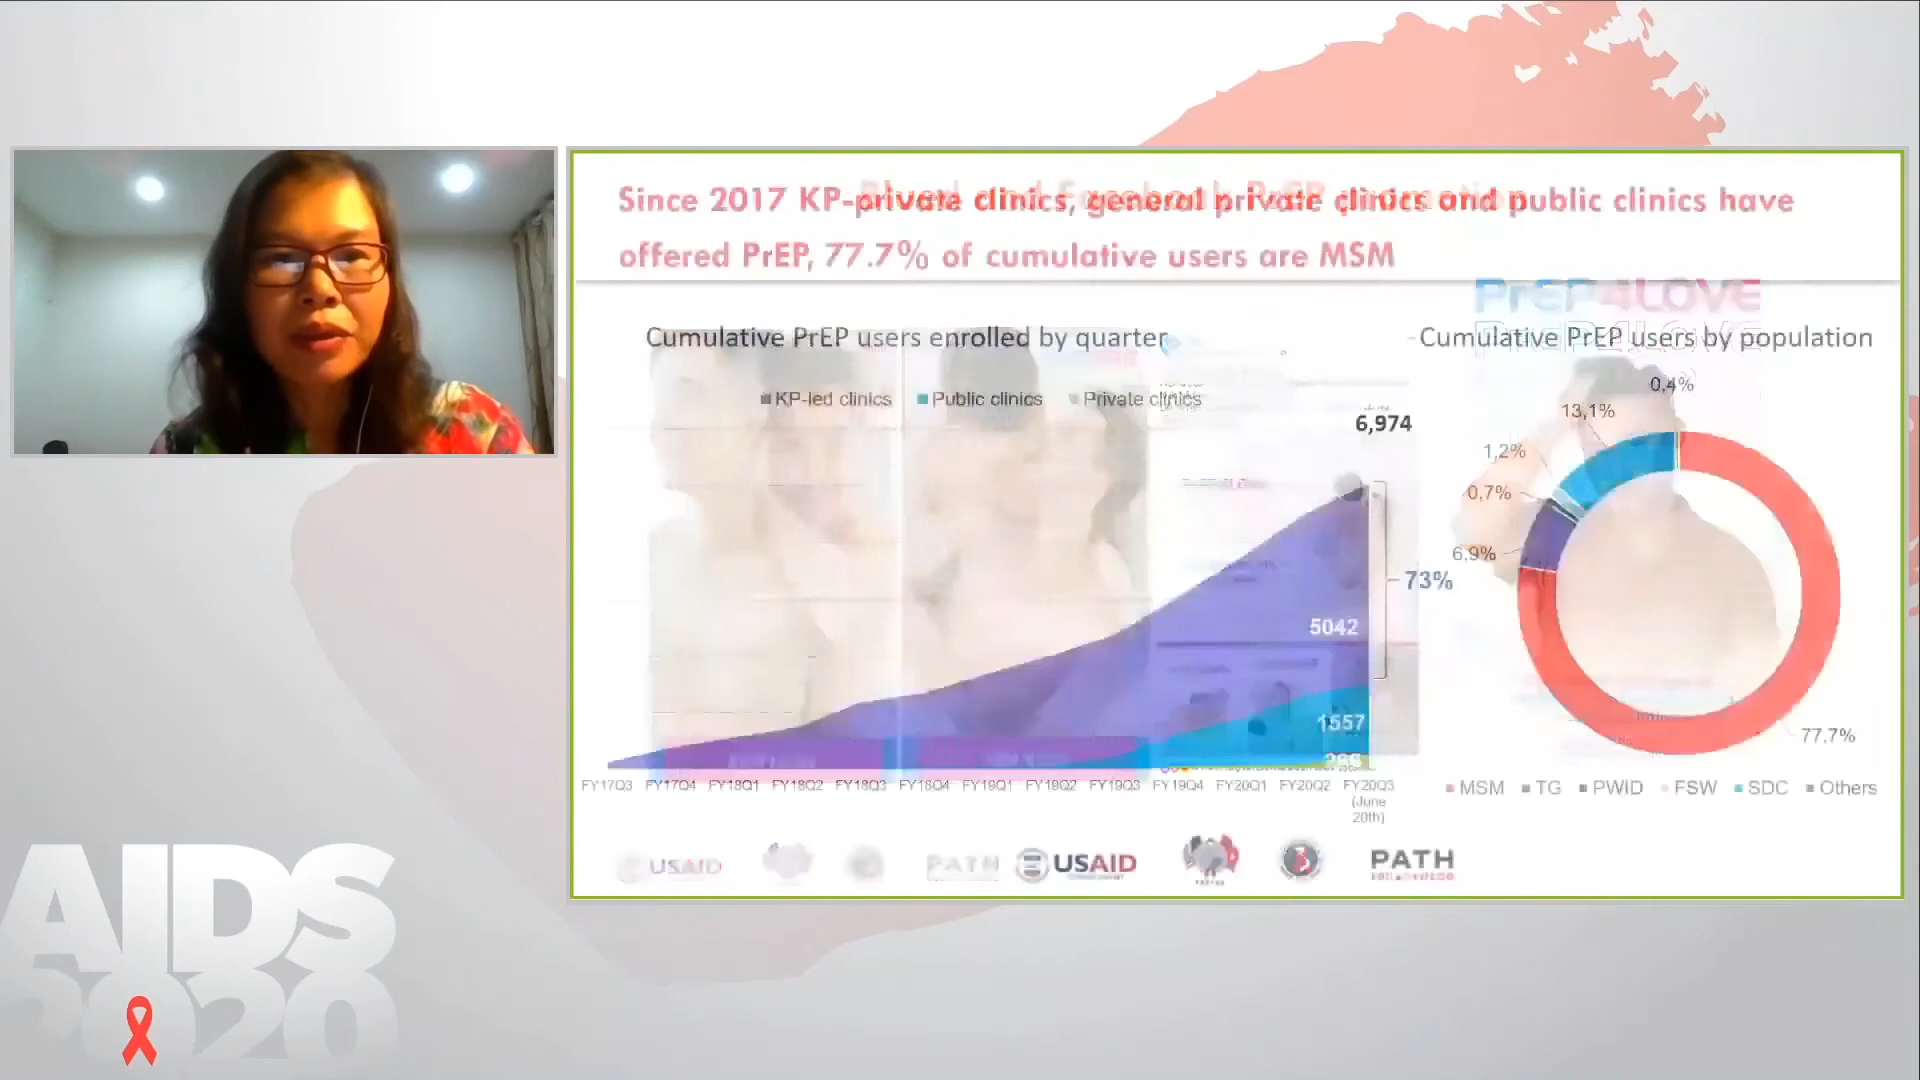 Since 2017 KP-private clinics, general private clinics and public clinics have
offered PrEP, 77.7% of cumulative users are MSM
PrEP4LOVE
Cumulative PrEP users enrolled by quarter
Cumulative PrEP users by population
KP-led clinics Public clinics Private clinics
6,974
73%
5042
1557
FY17Q3 FY17Q4 FY18Q1 FY18Q2 FY18Q3 FY18Q4 FY19Q1 FY19Q2 FY19Q3 FY19Q4 FY20Q1 FY20Q2 FY20Q3
(June
20th)
0,4%
13,1%
1,2%
0,7%
6,9%
77,7%
MSM TG PWID FSW SDC Others
USAID PATH USAID PATH
AIDS
2020